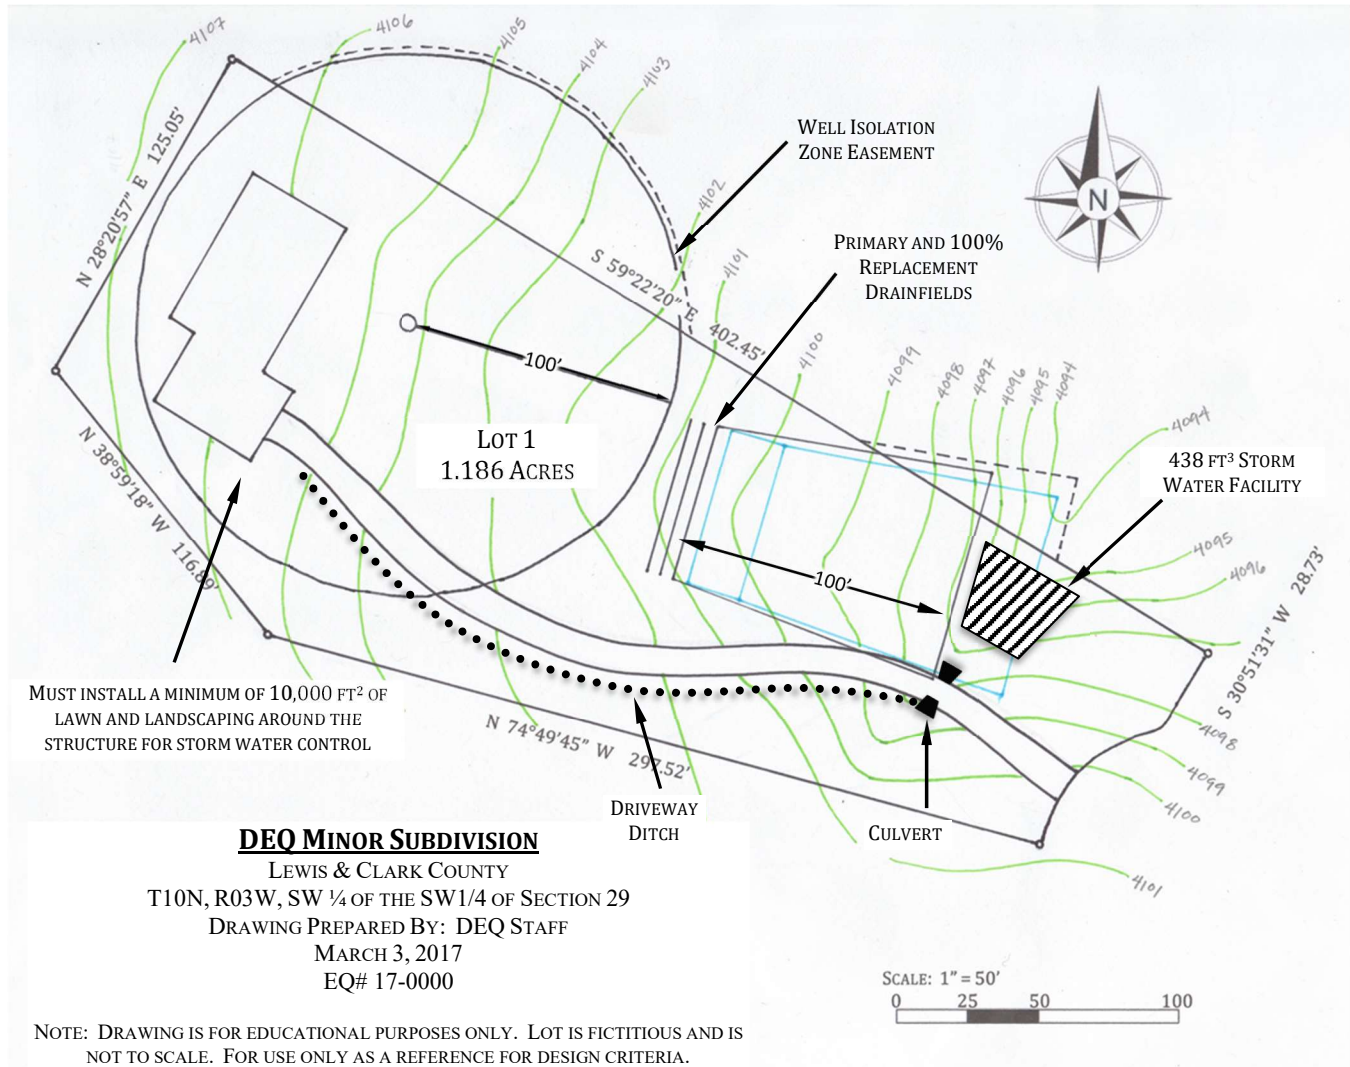 4107
4106
4105
4104
4103
4102
4101
4100
4099
4098
4097
4096
4095
4094
4094
4095
4096
4098
4099
4100
4101
WELL ISOLATION
ZONE EASEMENT
N
PRIMARY AND 100%
REPLACEMENT
DRAINFIELDS
N 28°20'57" E 125.05'
S 59°22'20" E 402.45'
100'
LOT 1
1.186 ACRES
N 38°59'18" W 116.89'
438 FT³ STORM
WATER FACILITY
100'
S 30°51'31" W 28.73'
MUST INSTALL A MINIMUM OF 10,000 FT² OF
LAWN AND LANDSCAPING AROUND THE
STRUCTURE FOR STORM WATER CONTROL
N 74°49'45" W 297.52'
DRIVEWAY
DITCH
CULVERT
DEQ MINOR SUBDIVISION
LEWIS & CLARK COUNTY
T10N, R03W, SW ¼ OF THE SW1/4 OF SECTION 29
DRAWING PREPARED BY: DEQ STAFF
MARCH 3, 2017
EQ# 17-0000
NOTE: DRAWING IS FOR EDUCATIONAL PURPOSES ONLY. LOT IS FICTITIOUS AND IS
NOT TO SCALE. FOR USE ONLY AS A REFERENCE FOR DESIGN CRITERIA.
SCALE: 1" = 50'
0 25 50 100